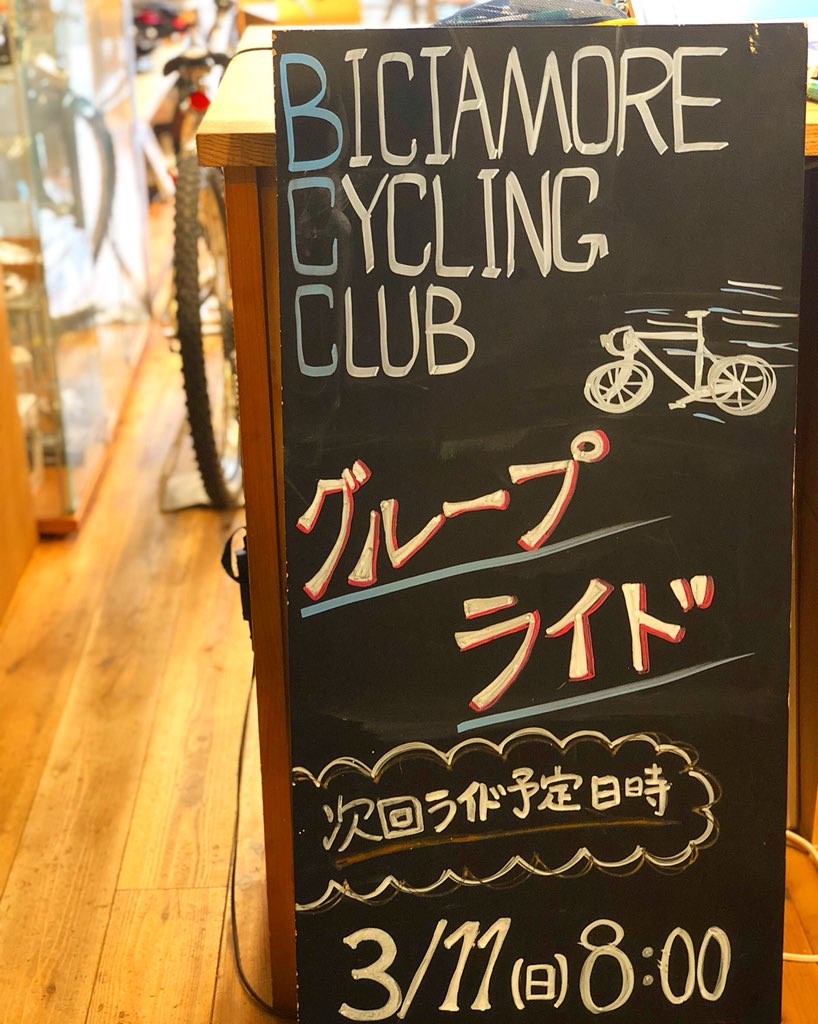 BICIAMORE
CYCLING
CLUB
グループ
ライド
次回ライド予定日時
3/11(日)8:00